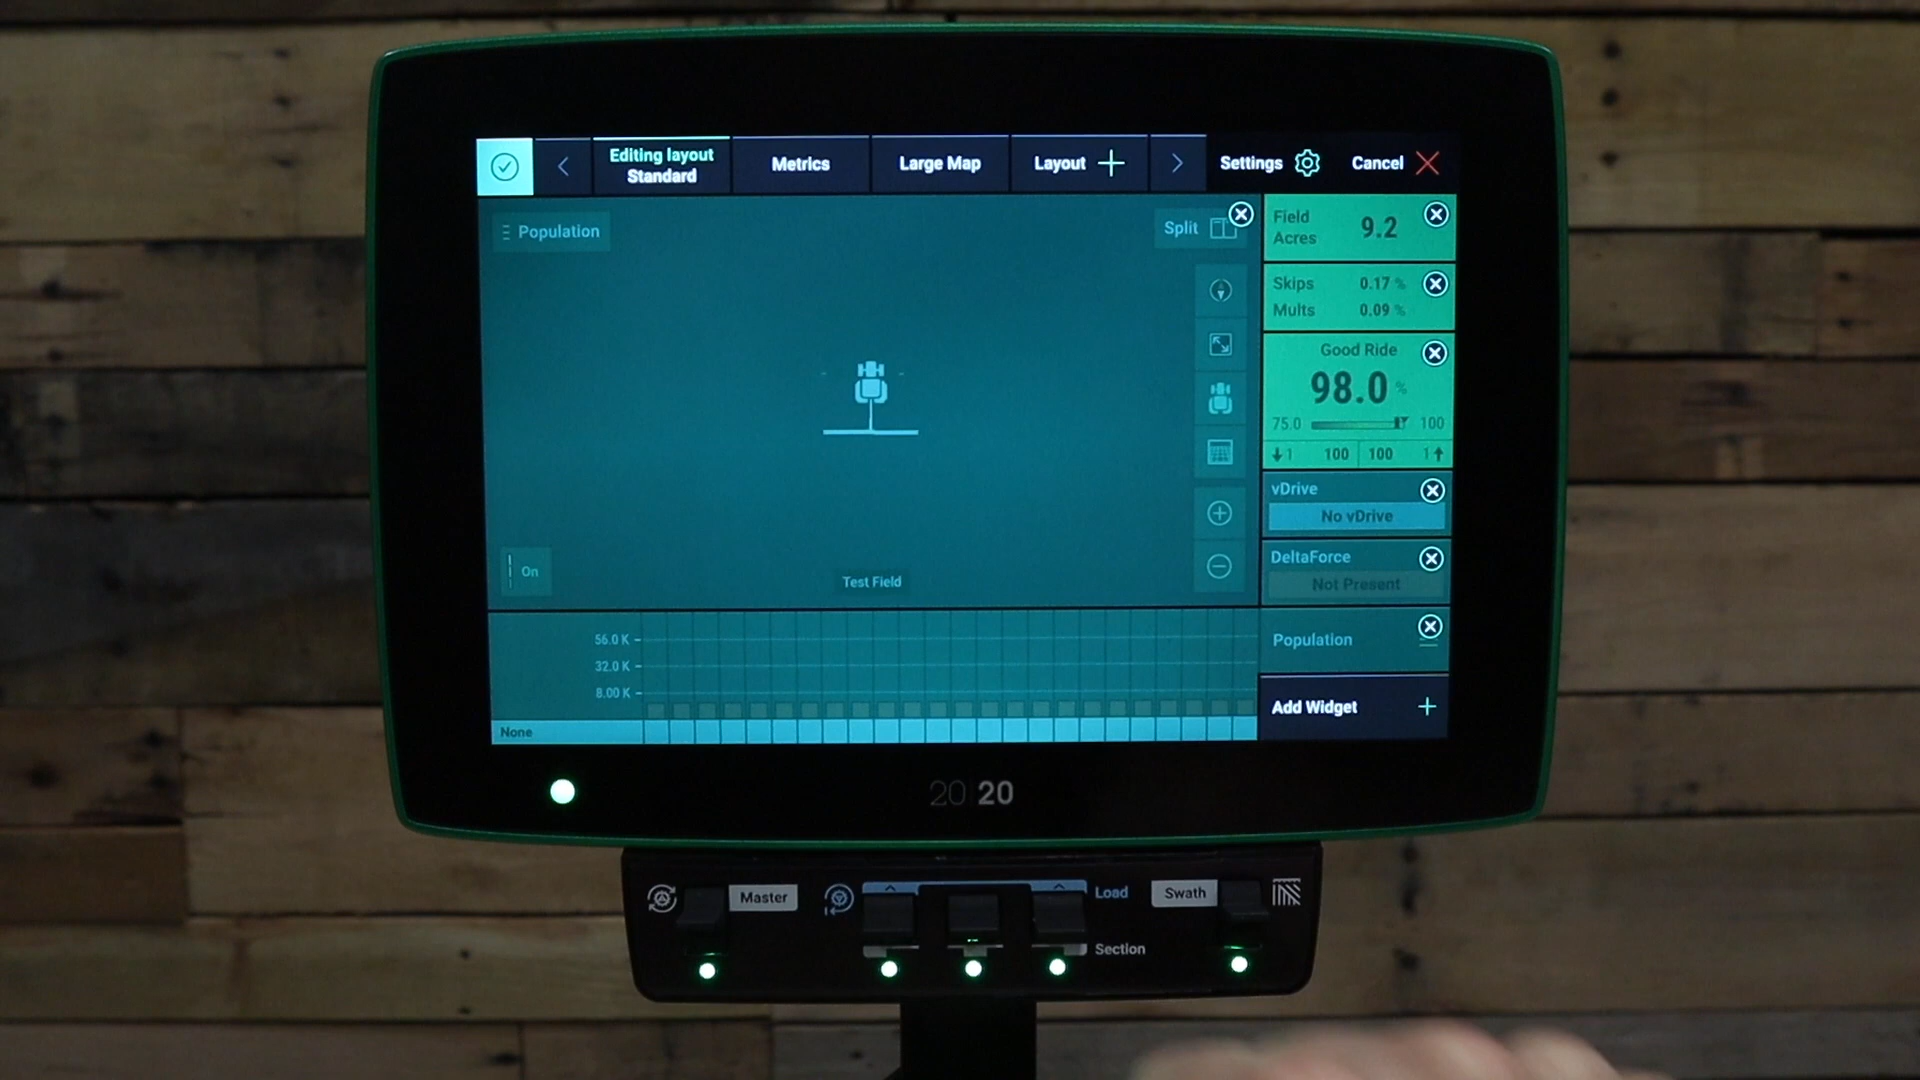 Editing layout
Standard
Metrics
Large Map
Layout
Settings
Cancel
Population
Split
Field
Acres
9.2
Skips 0.17 %
Mults 0.09 %
Good Ride
98.0 %
75.0 100
1 100 100 1
vDrive
No vDrive
DeltaForce
Not Present
On
Test Field
56.0 K
32.0 K
8.00 K
None
Population
Add Widget
20|20
Master
Load
Swath
Section